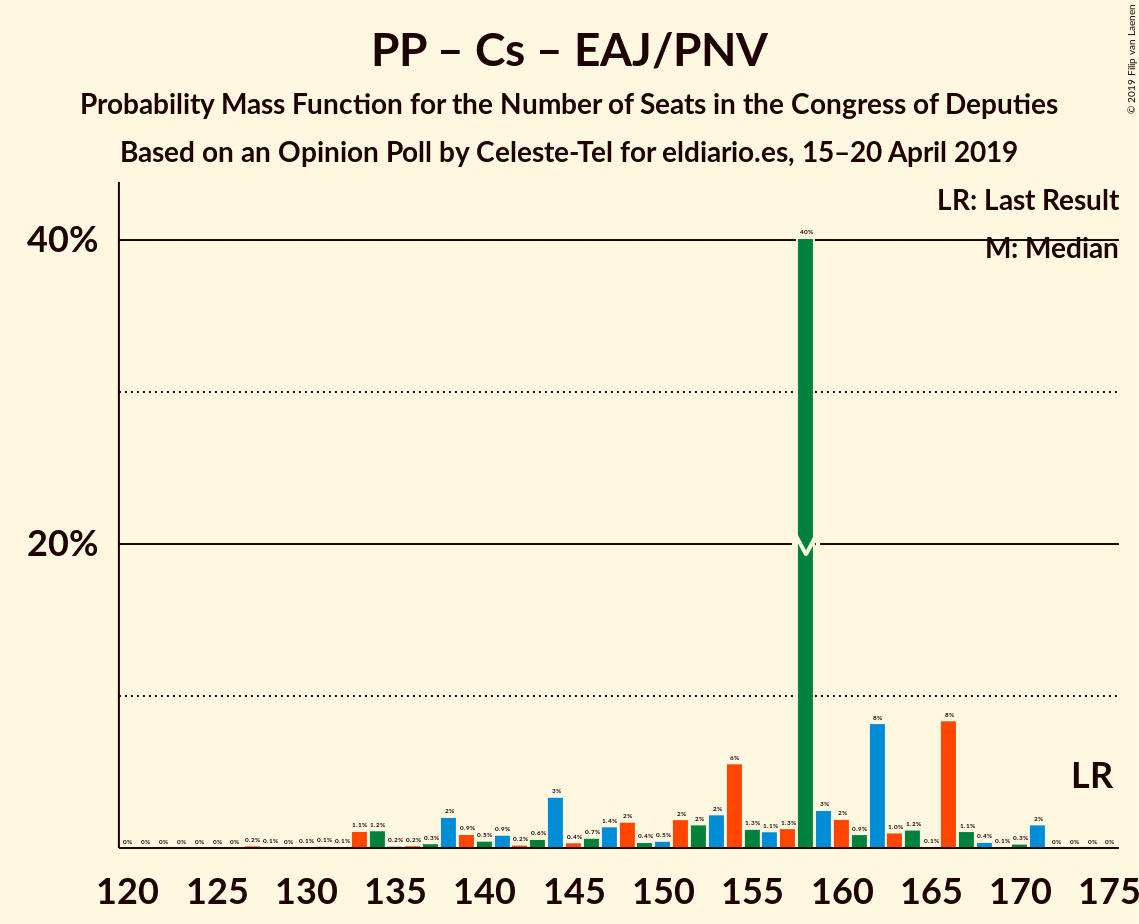 PP – Cs – EAJ/PNV
Probability Mass Function for the Number of Seats in the Congress of Deputies
Based on an Opinion Poll by Celeste-Tel for eldiario.es, 15–20 April 2019
© 2019 Filip van Laenen
LR: Last Result
M: Median
40%
20%
0% 0% 0% 0% 0% 0% 0% 0.2% 0.1% 0% 0.1% 0.1% 0.1% 1.1% 1.2% 0.2% 0.2% 0.3% 2% 0.9% 0.5% 0.9% 0.2% 0.6% 3% 0.4% 0.7% 1.4% 2% 0.4% 0.5% 2% 2% 2% 6% 1.3% 1.1% 1.3% 40% 3% 2% 0.9% 8% 1.0% 1.2% 0.1% 8% 1.1% 0.4% 0.1% 0.3% 2% 0% 0% 0% 0%
LR
120 125 130 135 140 145 150 155 160 165 170 175